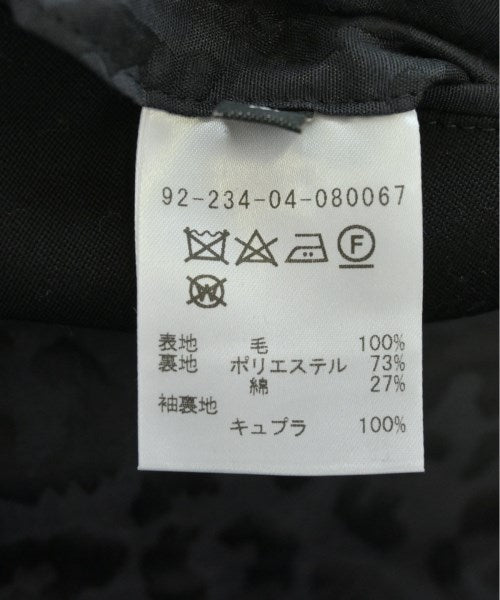 92-234-04-080067
F
W
表地 毛 100%
裏地 ポリエステル 73%
綿 27%
袖裏地
キュプラ 100%